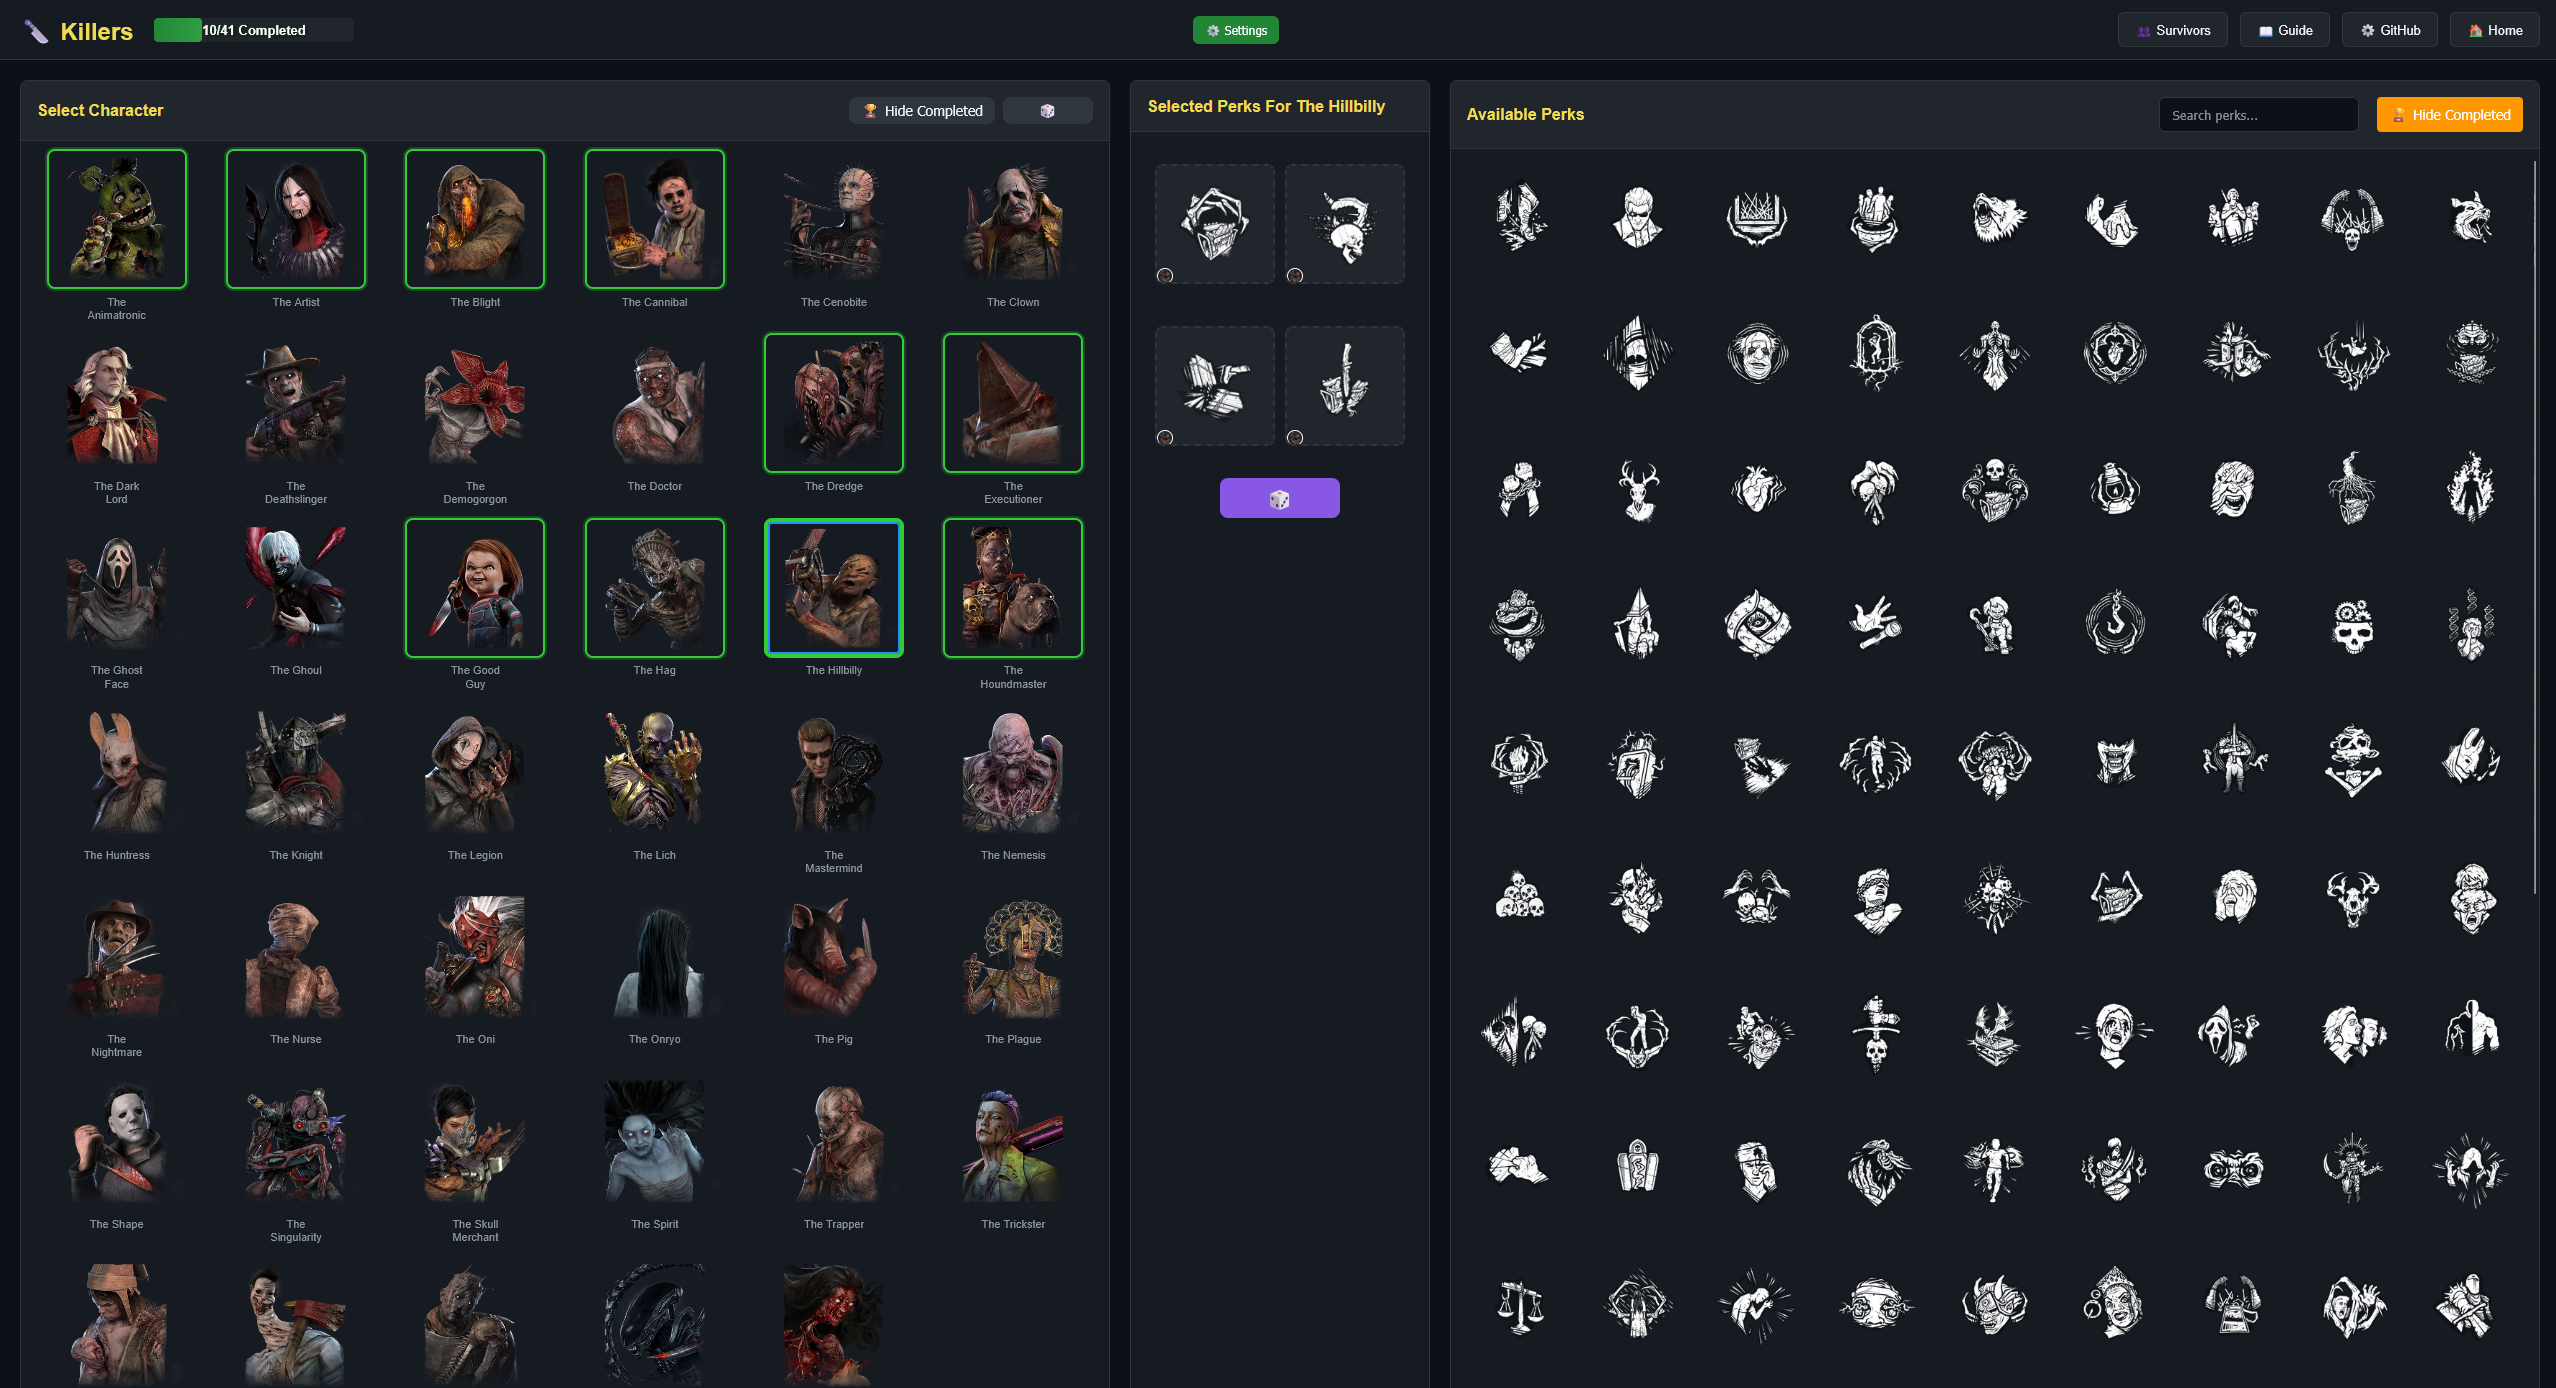 Killers
10/41 Completed
Settings
Survivors
Guide
GitHub
Home
Select Character
Hide Completed
Selected Perks For The Hillbilly
Available Perks
Search perks...
Hide Completed
The
Animatronic
The Artist
The Blight
The Cannibal
The Cenobite
The Clown
The Dark
Lord
The
Deathslinger
The
Demogorgon
The Doctor
The Dredge
The
Executioner
The Ghost
Face
The Ghoul
The Good
Guy
The Hag
The Hillbilly
The
Houndmaster
The Huntress
The Knight
The Legion
The Lich
The
Mastermind
The Nemesis
The
Nightmare
The Nurse
The Oni
The Onryo
The Pig
The Plague
The Shape
The
Singularity
The Skull
Merchant
The Spirit
The Trapper
The Trickster